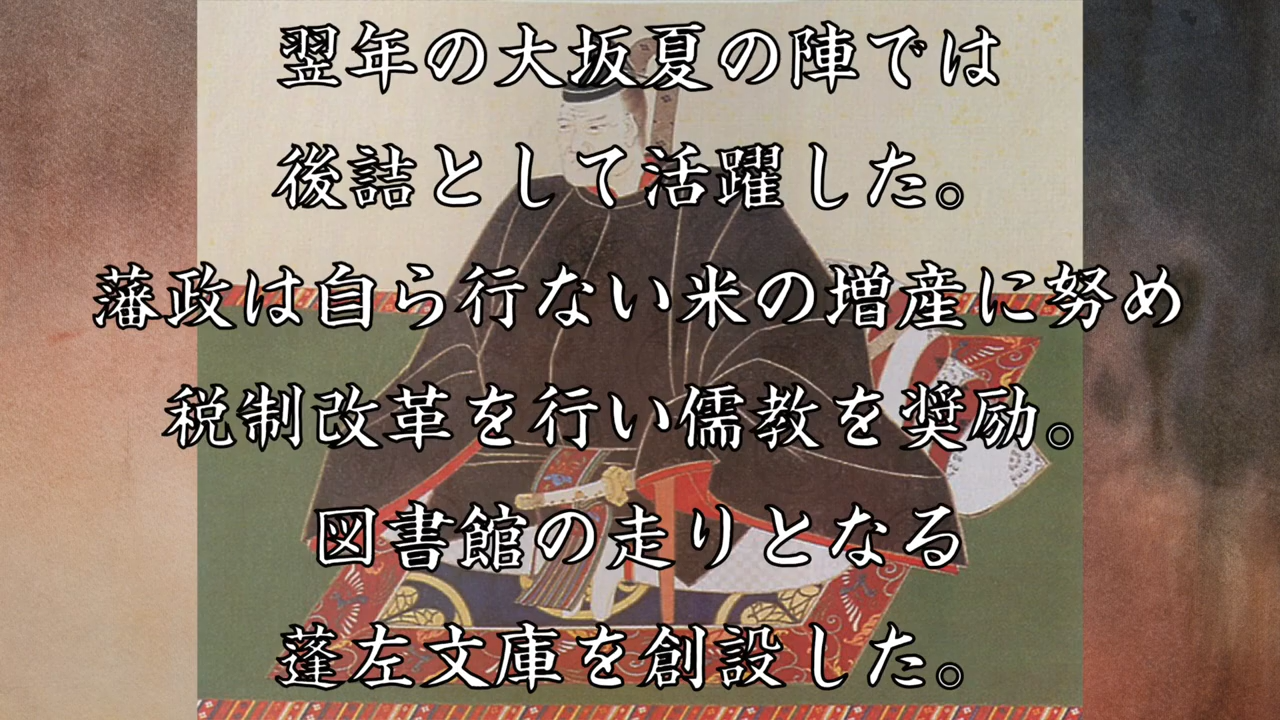 翌年の大坂夏の陣では
後詰として活躍した。
藩政は自ら行ない米の増産に努め
税制改革を行い儒教を奨励。
図書館の走りとなる
蓬左文庫を創設した。